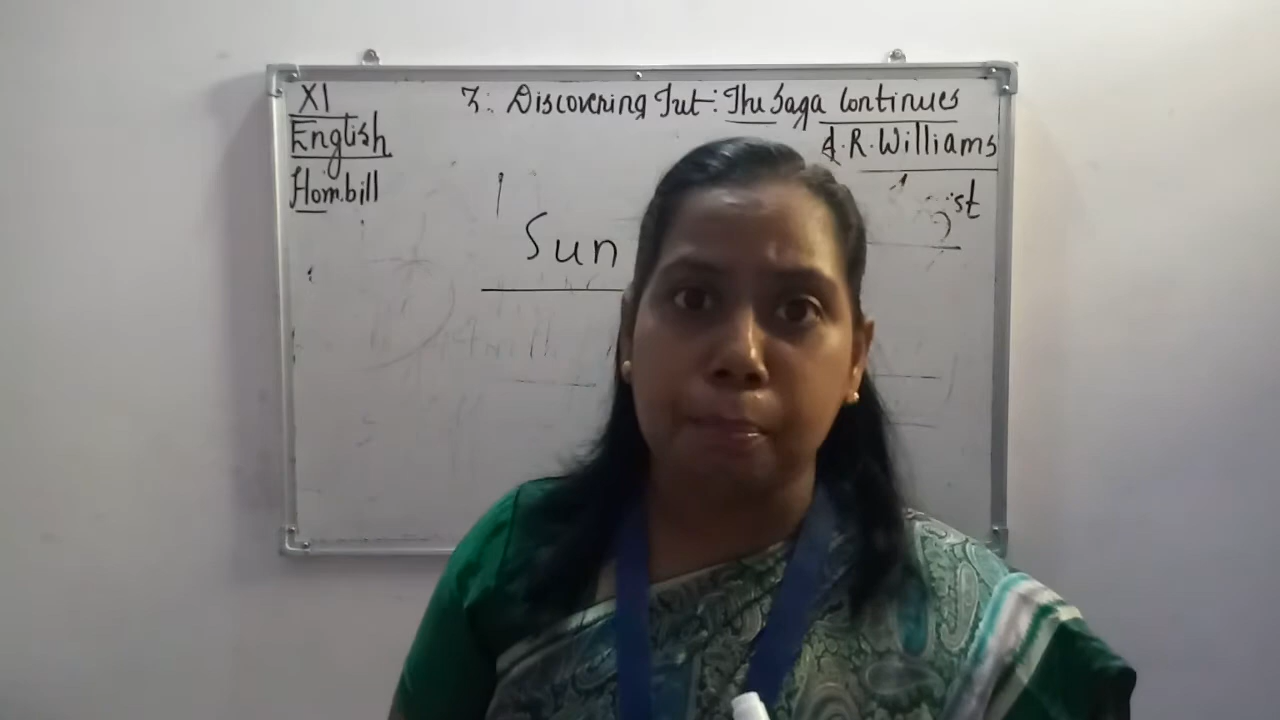 XI
English
Hornbill
3: Discovering Tut: The Saga Continues
A.R. Williams
Sun
st